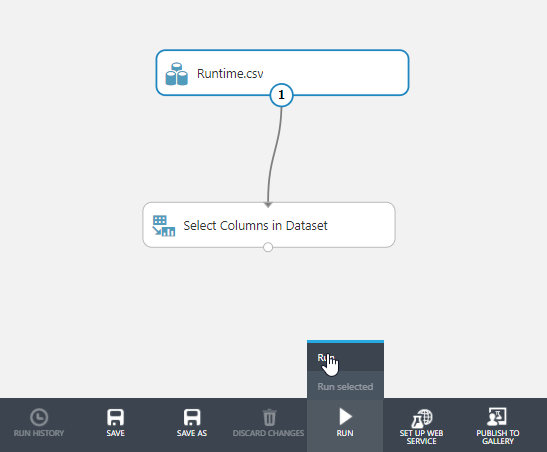 Runtime.csv
1
Select Columns in Dataset
Run
Run selected
RUN HISTORY
SAVE
SAVE AS
DISCARD CHANGES
RUN
SET UP WEB
SERVICE
PUBLISH TO
GALLERY